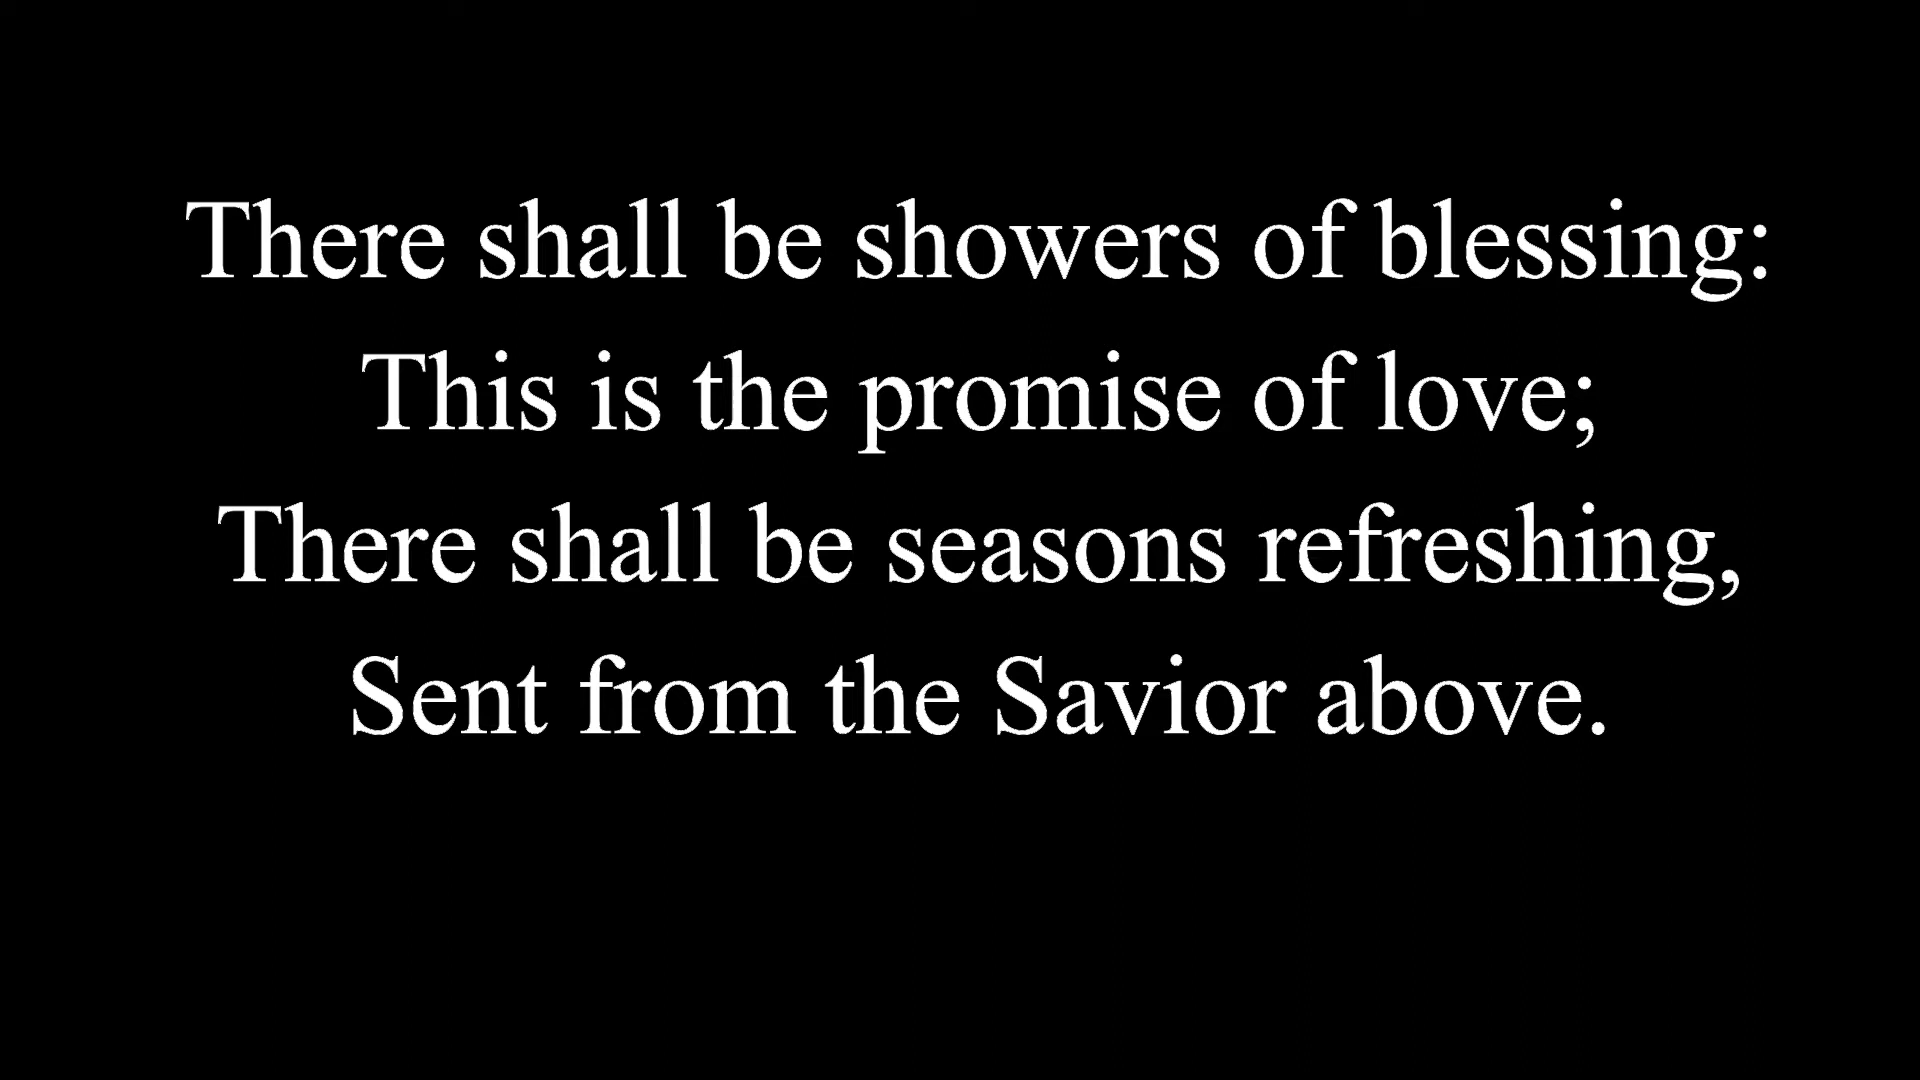 There shall be showers of blessing:
This is the promise of love;
There shall be seasons refreshing,
Sent from the Savior above.